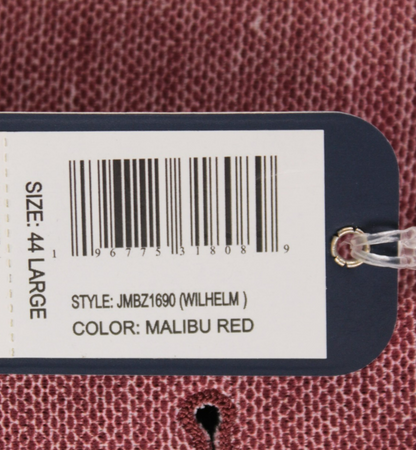 SIZE: 44 LARGE
1 96775 31808 9
STYLE: JMBZ1690 (WILHELM )
COLOR: MALIBU RED